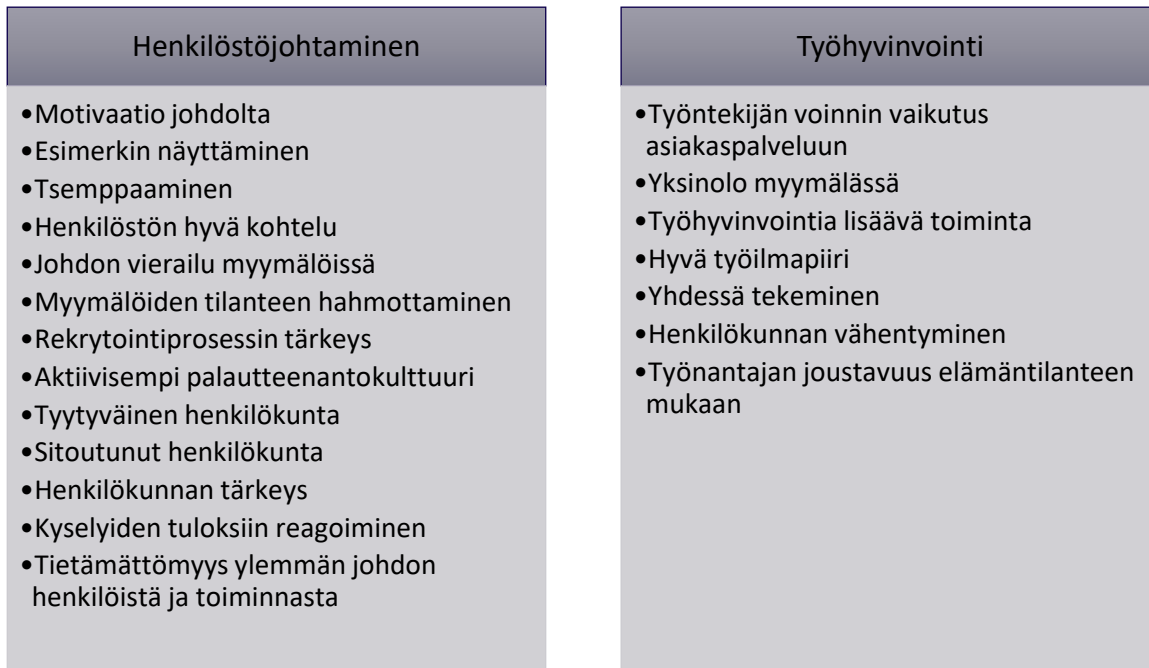 Henkilöstöjohtaminen
•Motivaatio johdolta
•Esimerkin näyttäminen
•Tsemppaaminen
•Henkilöstön hyvä kohtelu
•Johdon vierailu myymälöissä
•Myymälöiden tilanteen hahmottaminen
•Rekrytointiprosessin tärkeys
•Aktiivisempi palautteenantokulttuuri
•Tyytyväinen henkilökunta
•Sitoutunut henkilökunta
•Henkilökunnan tärkeys
•Kyselyiden tuloksiin reagoiminen
•Tietämättömyys ylemmän johdon
henkilöistä ja toiminnasta
Työhyvinvointi
•Työntekijän voinnin vaikutus
asiakaspalveluun
•Yksinolo myymälässä
•Työhyvinvointia lisäävä toiminta
•Hyvä työilmapiiri
•Yhdessä tekeminen
•Henkilökunnan vähentyminen
•Työnantajan joustavuus elämäntilanteen
mukaan